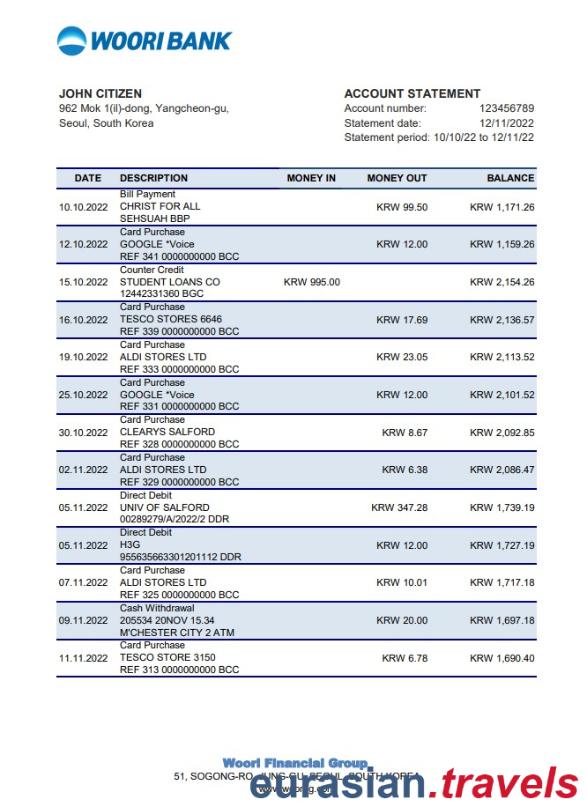 WOORI BANK
JOHN CITIZEN
962 Mok 1(il)-dong, Yangcheon-gu,
Seoul, South Korea
ACCOUNT STATEMENT
Account number: 123456789
Statement date: 12/11/2022
Statement period: 10/10/22 to 12/11/22
DATE DESCRIPTION MONEY IN MONEY OUT BALANCE
Bill Payment
10.10.2022 CHRIST FOR ALL KRW 99.50 KRW 1,171.26
SEHSUAH BBP
Card Purchase
12.10.2022 GOOGLE *Voice KRW 12.00 KRW 1,159.26
REF 341 0000000000 BCC
Counter Credit
15.10.2022 STUDENT LOANS CO KRW 995.00 KRW 2,154.26
12442331360 BGC
Card Purchase
16.10.2022 TESCO STORES 6646 KRW 17.69 KRW 2,136.57
REF 339 0000000000 BCC
Card Purchase
19.10.2022 ALDI STORES LTD KRW 23.05 KRW 2,113.52
REF 333 0000000000 BCC
Card Purchase
25.10.2022 GOOGLE *Voice KRW 12.00 KRW 2,101.52
REF 331 0000000000 BCC
Card Purchase
30.10.2022 CLEARYS SALFORD KRW 8.67 KRW 2,092.85
REF 328 0000000000 BCC
Card Purchase
02.11.2022 ALDI STORES LTD KRW 6.38 KRW 2,086.47
REF 329 0000000000 BCC
Direct Debit
05.11.2022 UNIV OF SALFORD KRW 347.28 KRW 1,739.19
00289279/A/2022/2 DDR
Direct Debit
05.11.2022 H3G KRW 12.00 KRW 1,727.19
955635663301201112 DDR
Card Purchase
07.11.2022 ALDI STORES LTD KRW 10.01 KRW 1,717.18
REF 325 0000000000 BCC
Cash Withdrawal
09.11.2022 205534 20NOV 15.34 KRW 20.00 KRW 1,697.18
M'CHESTER CITY 2 ATM
Card Purchase
11.11.2022 TESCO STORE 3150 KRW 6.78 KRW 1,690.40
REF 313 0000000000 BCC
Woori Financial Group
51, SOGONG-RO, JUNG-GU, SEOUL, SOUTH KOREA
eurasian.travels